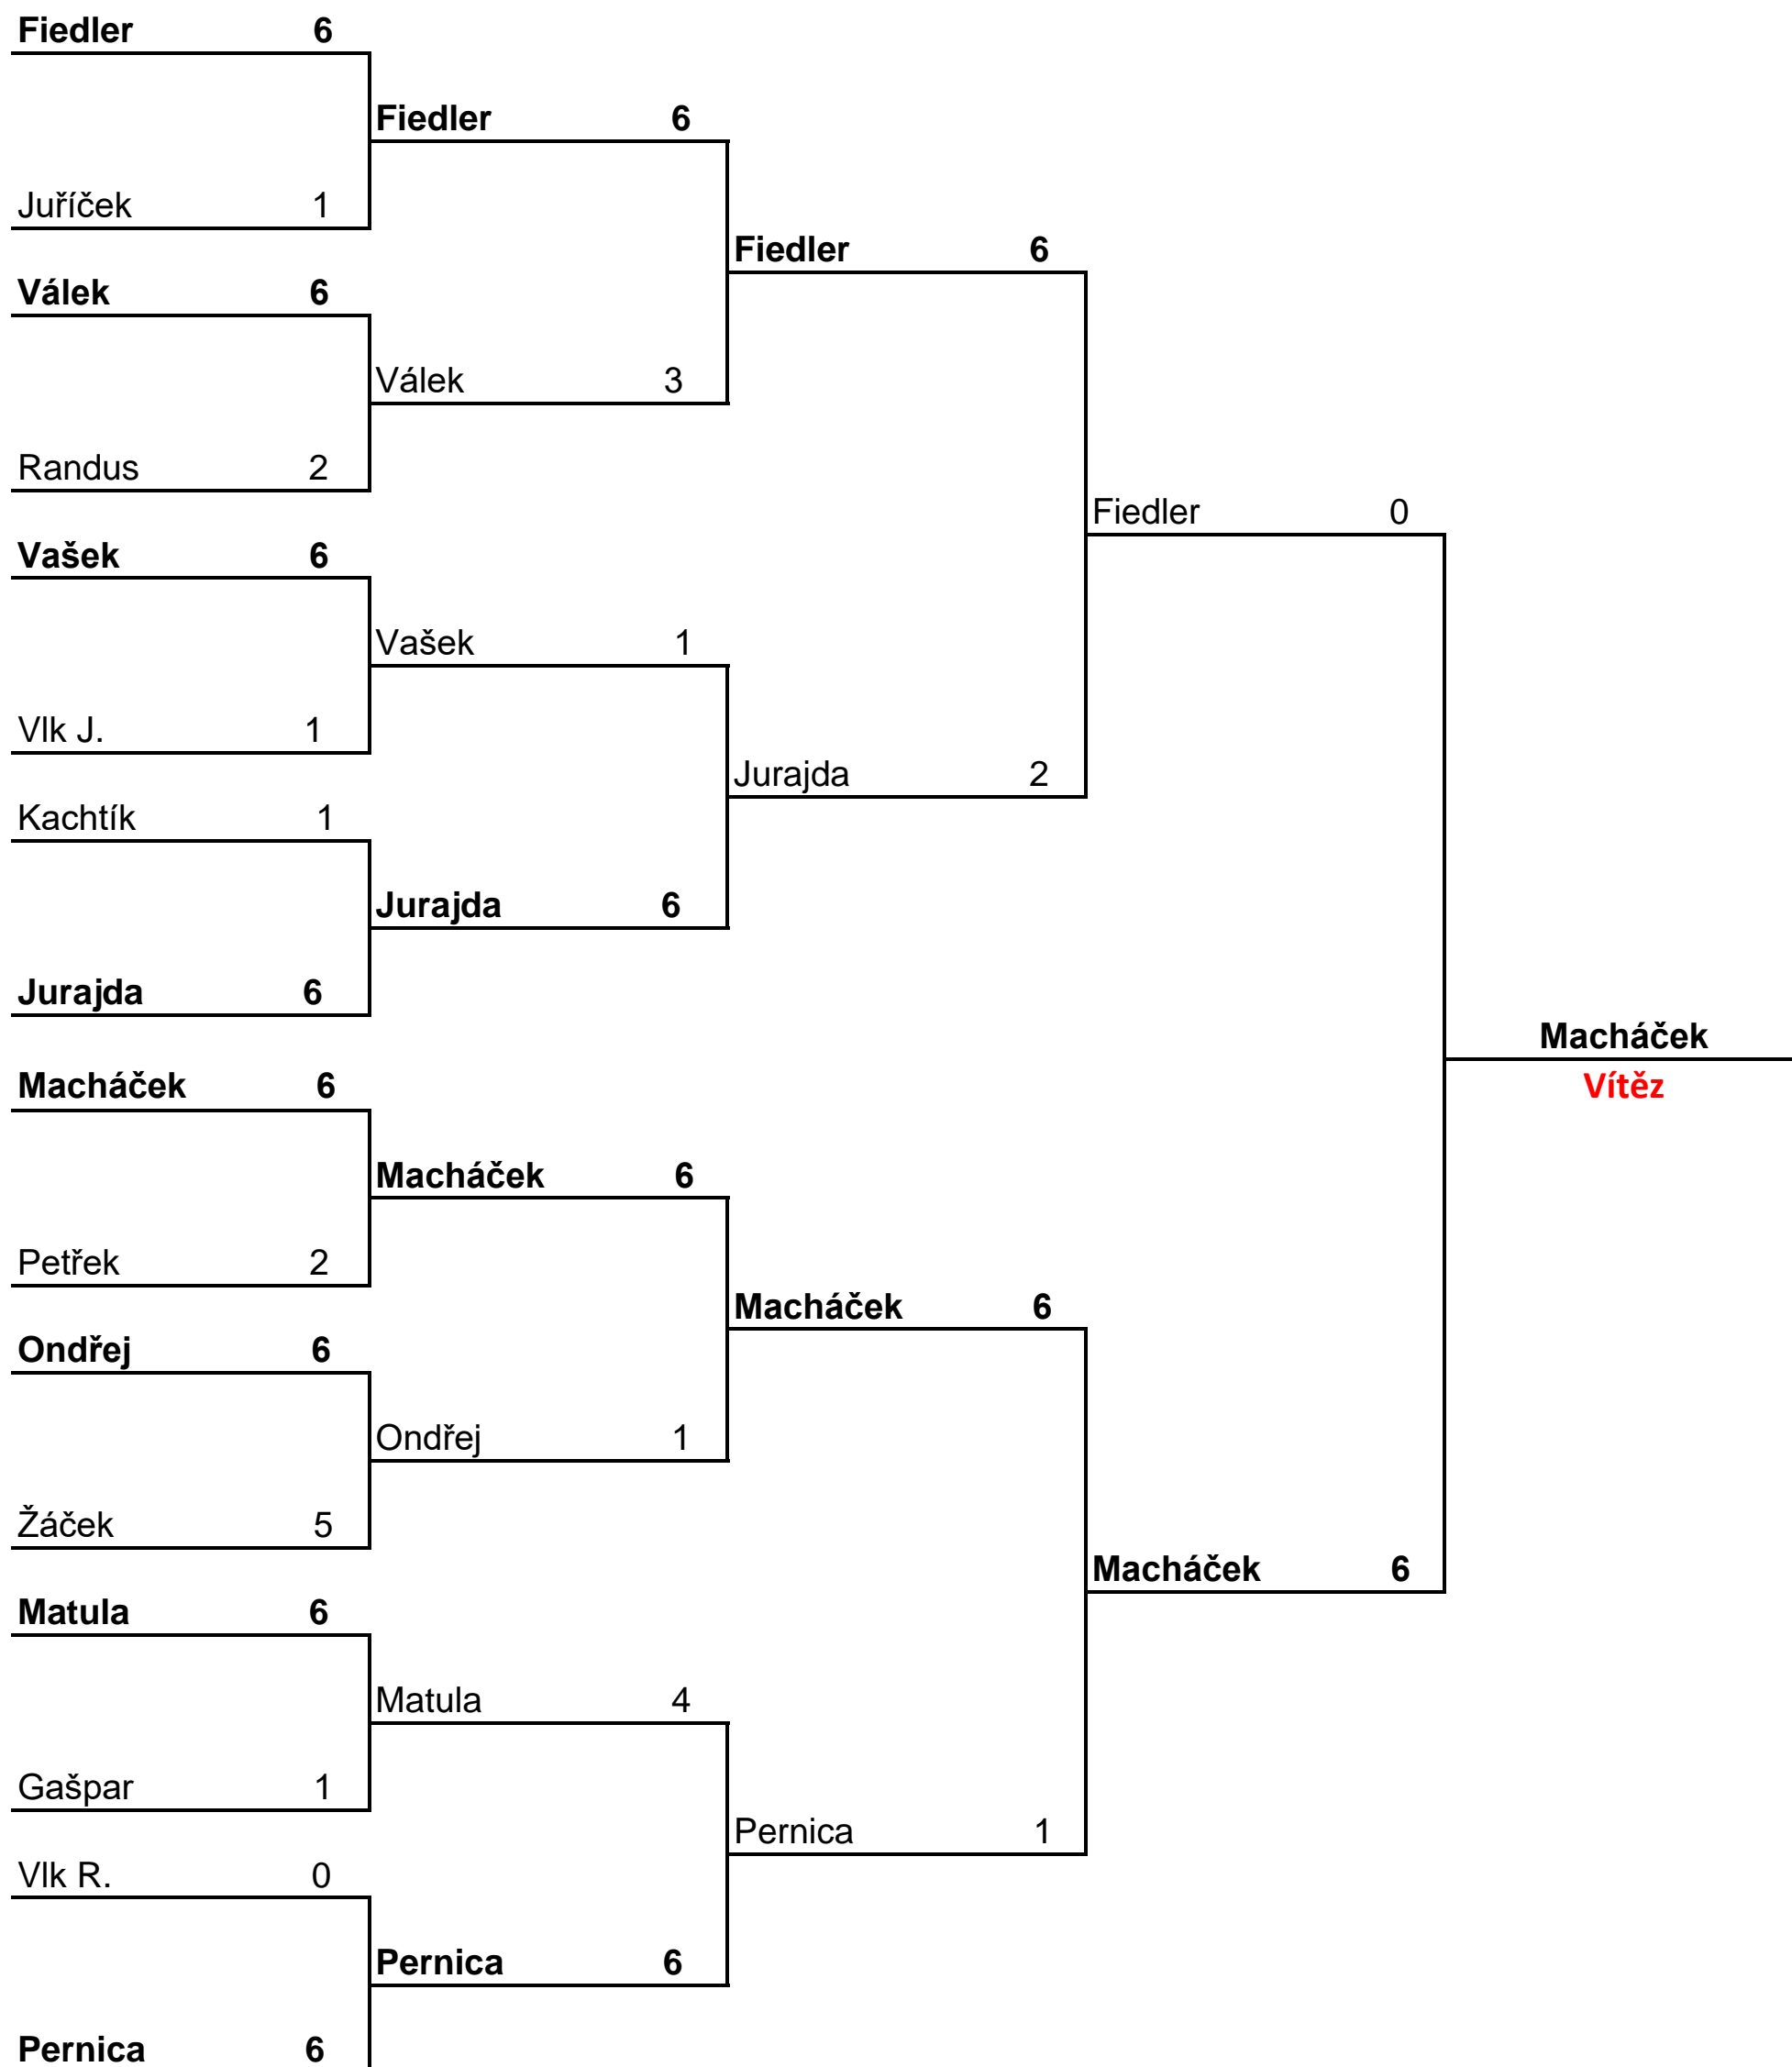 Fiedler 6
Fiedler 6
Juříček 1
Fiedler 6
Válek 6
Válek 3
Randus 2
Fiedler 0
Vašek 6
Vašek 1
Vlk J. 1
Jurajda 2
Kachtík 1
Jurajda 6
Jurajda 6
Macháček
Macháček 6
Vítěz
Macháček 6
Petřek 2
Macháček 6
Ondřej 6
Ondřej 1
Žáček 5
Macháček 6
Matula 6
Matula 4
Gašpar 1
Pernica 1
Vlk R. 0
Pernica 6
Pernica 6